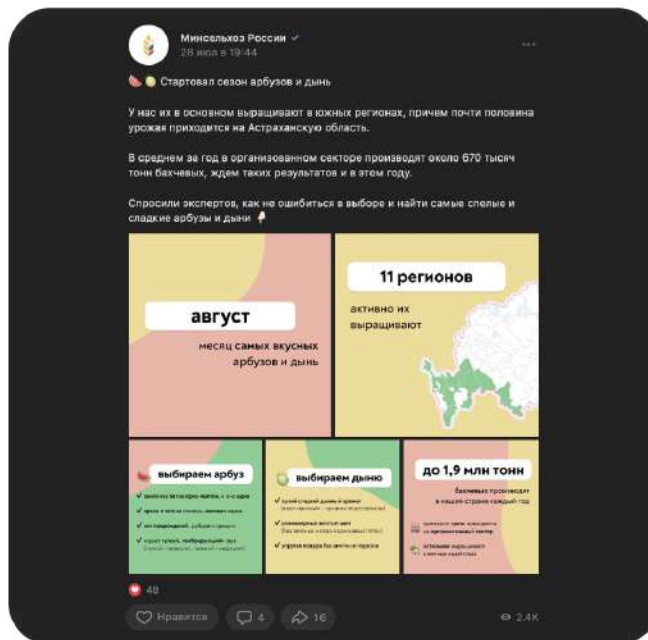 Минсельхоз России
28 июл в 19:44
Стартовал сезон арбузов и дынь
У нас их в основном выращивают в южных регионах, причем почти половина
урожая приходится на Астраханскую область.
В среднем за год в организованном секторе производят около 670 тысяч
тонн бахчевых, ждем таких результатов и в этом году.
Спросили экспертов, как не ошибиться в выборе и найти самые спелые и
сладкие арбузы и дыни
август
месяц самых вкусных
арбузов и дынь
11 регионов
активно их
выращивают
выбираем арбуз
выбираем дыню
до 1,9 млн тонн
бахчевых производят
в нашей стране каждый год
48
Нравится
4
16
2.4K